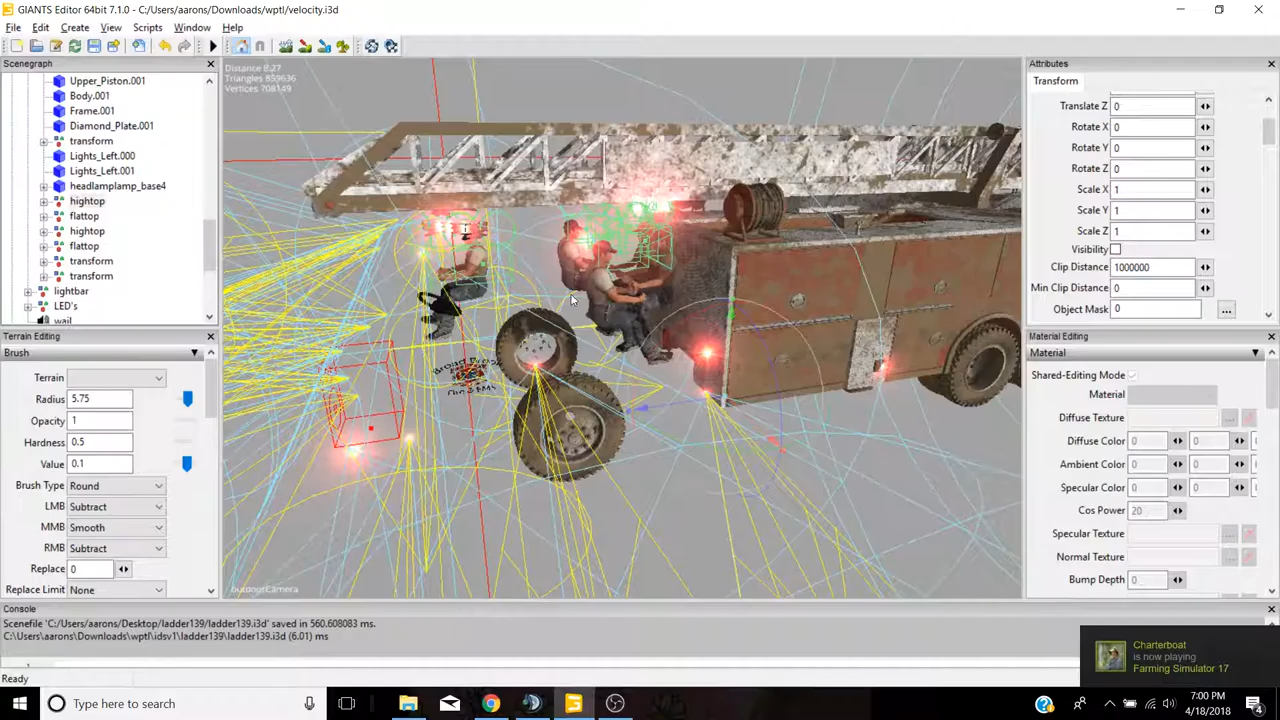 GIANTS Editor 64bit 7.1.0 - C:/Users/aarons/Downloads/wptl/velocity.i3d
File Edit Create View Scripts Window Help
Scenegraph
Upper_Piston.001
Body.001
Frame.001
Diamond_Plate.001
transform
Lights_Left.000
Lights_Left.001
headlamplamp_base4
hightop
flattop
hightop
flattop
transform
transform
lightbar
LED's
wail
Terrain Editing
Brush
Terrain
Radius 5.75
Opacity 1
Hardness 0.5
Value 0.1
Brush Type Round
LMB Subtract
MMB Smooth
RMB Subtract
Replace 0
Replace Limit None
Distance 8.27
Triangles 859636
Vertices 708149
outdoorCamera
Attributes
Transform
Translate Z 0
Rotate X 0
Rotate Y 0
Rotate Z 0
Scale X 1
Scale Y 1
Scale Z 1
Visibility
Clip Distance 1000000
Min Clip Distance 0
Object Mask 0 ...
Material Editing
Material
Shared-Editing Mode
Material
Diffuse Texture ...
Diffuse Color 0 0
Ambient Color 0 0
Specular Color 0 0
Cos Power 20
Specular Texture ...
Normal Texture ...
Bump Depth 0
Console
Scenefile 'C:/Users/aarons/Desktop/ladder139/ladder139.i3d' saved in 560.608083 ms.
C:\Users\aarons\Downloads\wptl\idsv1\ladder139\ladder139.i3d (6.01) ms
Ready
Charterboat
is now playing
Farming Simulator 17
Type here to search
7:00 PM
4/18/2018
4